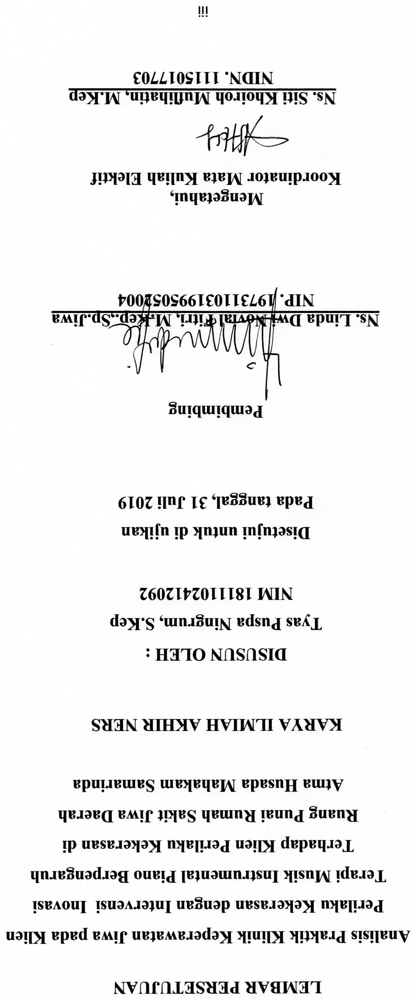 LEMBAR PERSETUJUAN
Analisis Praktik Klinik Keperawatan Jiwa pada Klien
Perilaku Kekerasan dengan Intervensi Inovasi
Terapi Musik Instrumental Piano Berpengaruh
Terhadap Klien Perilaku Kekerasan di
Ruang Punai Rumah Sakit Jiwa Daerah
Atma Husada Mahakam Samarinda
KARYA ILMIAH AKHIR NERS
DISUSUN OLEH :
Tyas Puspa Ningrum, S.Kep
NIM 1811102412092
Disetujui untuk di ujikan
Pada tanggal, 31 Juli 2019
Pembimbing
Ns. Linda Dwi Novial Fitri, M.Kep.,Sp.Jiwa
NIP. 197311031995052004
Mengetahui,
Koordinator Mata Kuliah Elektif
Ns. Siti Khoiroh Muflihatin, M.Kep
NIDN. 1115017703
iii